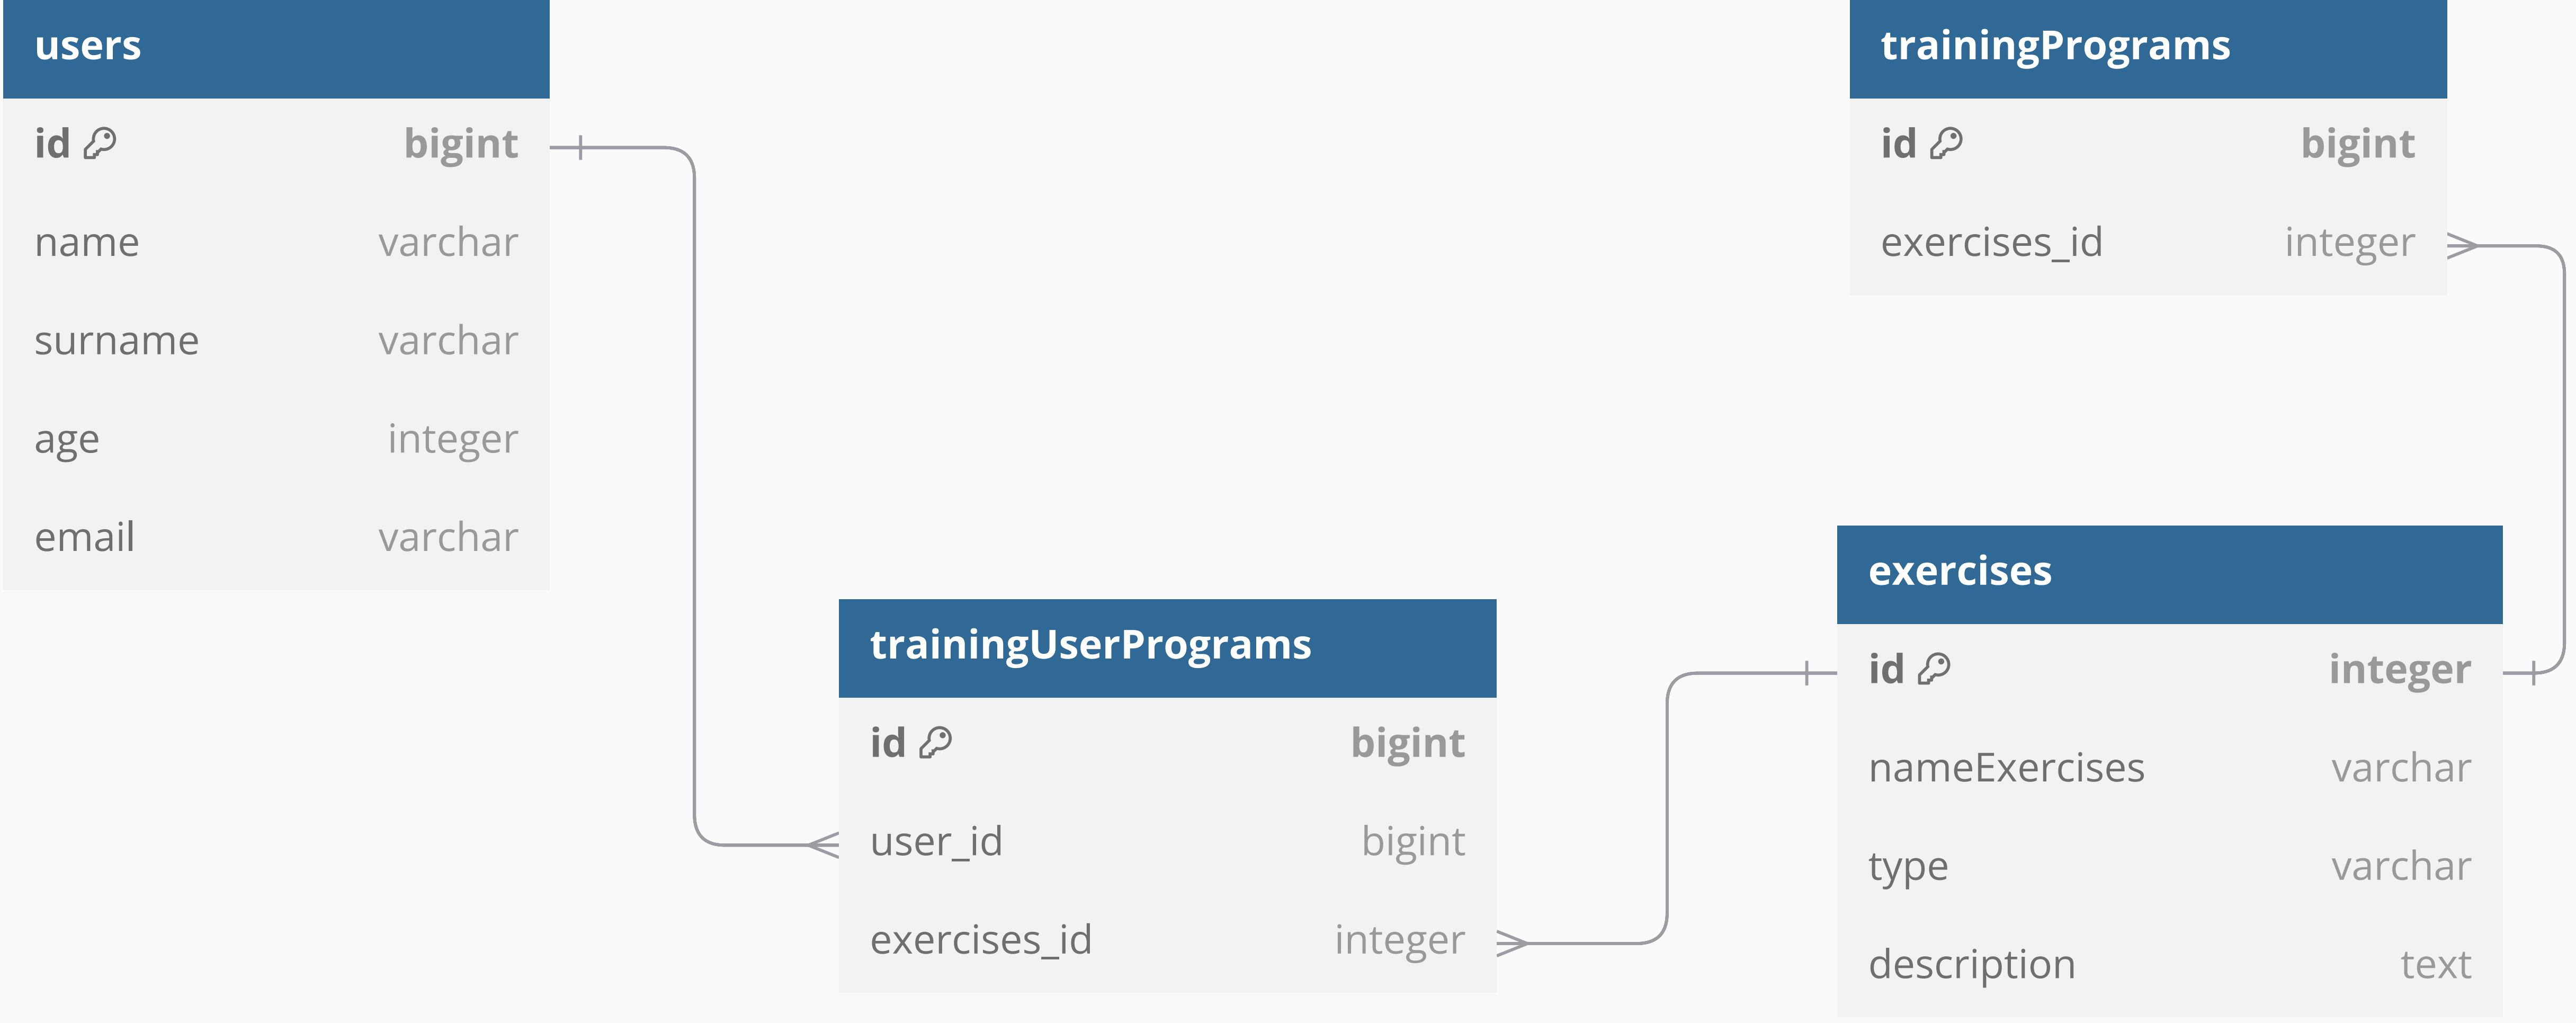 users
id bigint
name varchar
surname varchar
age integer
email varchar
trainingPrograms
id bigint
exercises_id integer
trainingUserPrograms
id bigint
user_id bigint
exercises_id integer
exercises
id integer
nameExercises varchar
type varchar
description text